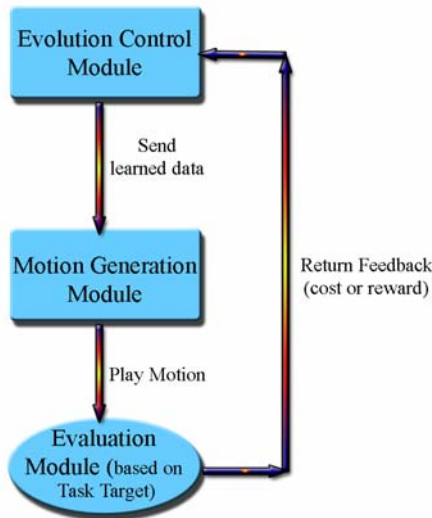 Evolution Control
Module
Send
learned data
Motion Generation
Module
Return Feedback
(cost or reward)
Play Motion
Evaluation
Module (based on
Task Target)